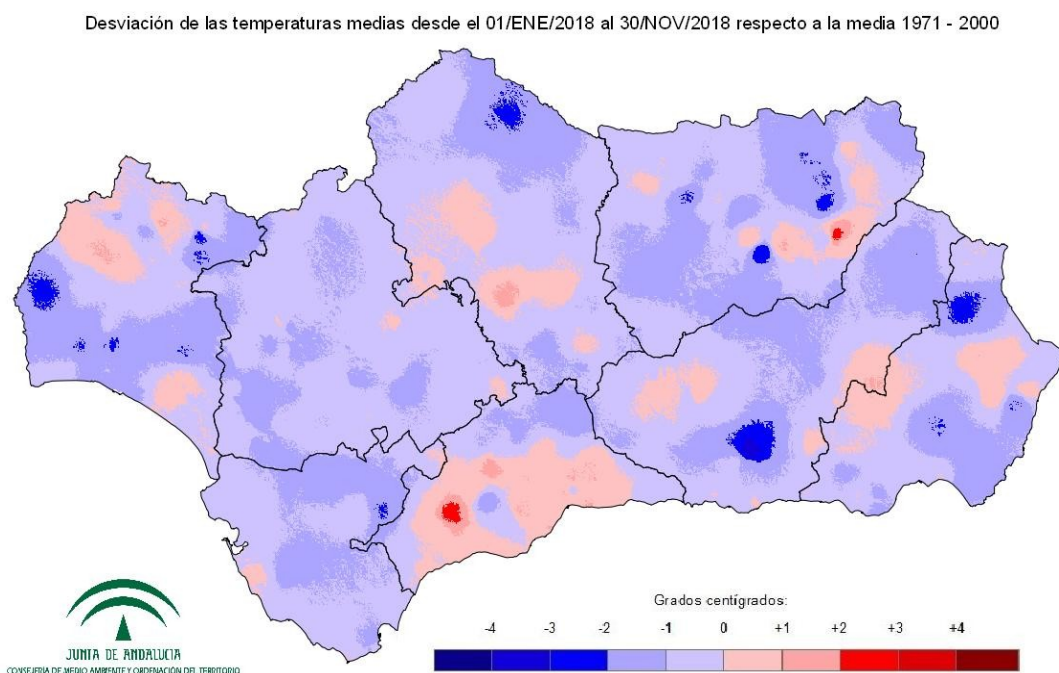 Desviación de las temperaturas medias desde el 01/ENE/2018 al 30/NOV/2018 respecto a la media 1971 - 2000
Grados centígrados:
-4 -3 -2 -1 0 +1 +2 +3 +4
JUNTA DE ANDALUCIA
CONSEJERÍA DE MEDIO AMBIENTE Y ORDENACIÓN DEL TERRITORIO